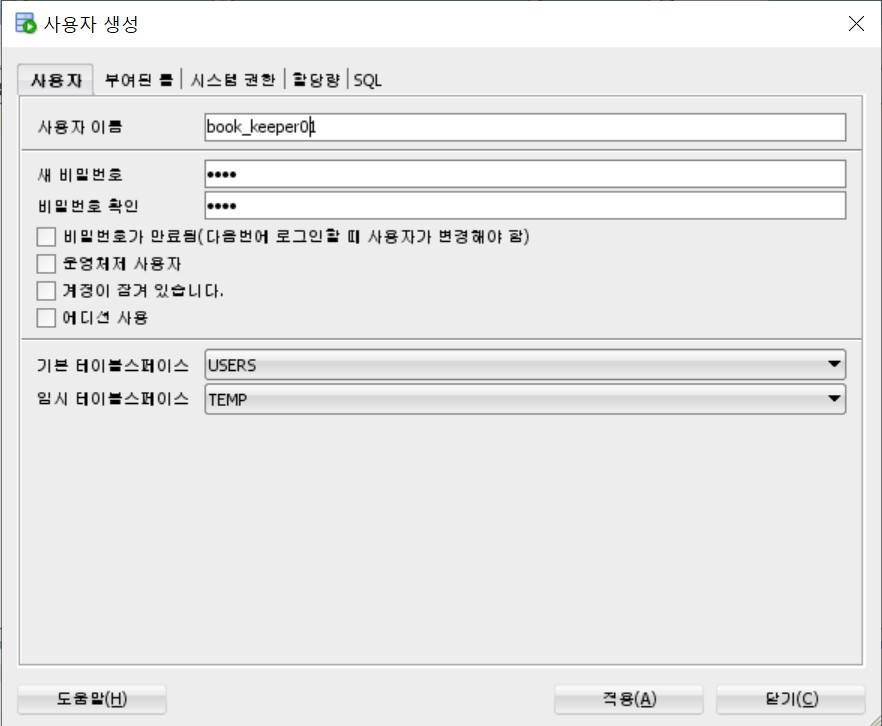 사용자 생성
사용자 부여된 롤 시스템 권한 할당량 SQL
사용자 이름 book_keeper01
새 비밀번호 ••••
비밀번호 확인 ••••
비밀번호가 만료됨(다음번에 로그인할 때 사용자가 변경해야 함)
운영체제 사용자
계정이 잠겨 있습니다.
에디션 사용
기본 테이블스페이스 USERS
임시 테이블스페이스 TEMP
도움말(H) 적용(A) 닫기(C)